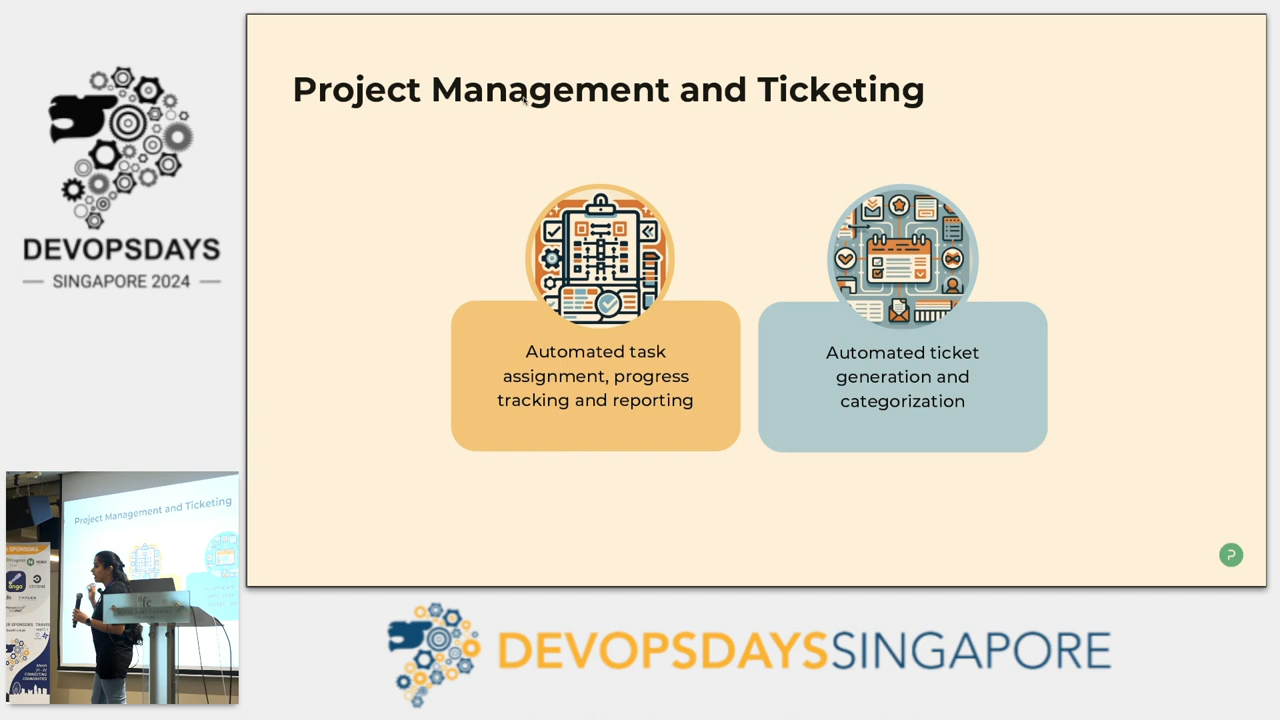 Project Management and Ticketing
Automated task
assignment, progress
tracking and reporting
Automated ticket
generation and
categorization
DEVOPSDAYS
SINGAPORE 2024
Project Management and Ticketing
DEVOPSDAYSSINGAPORE